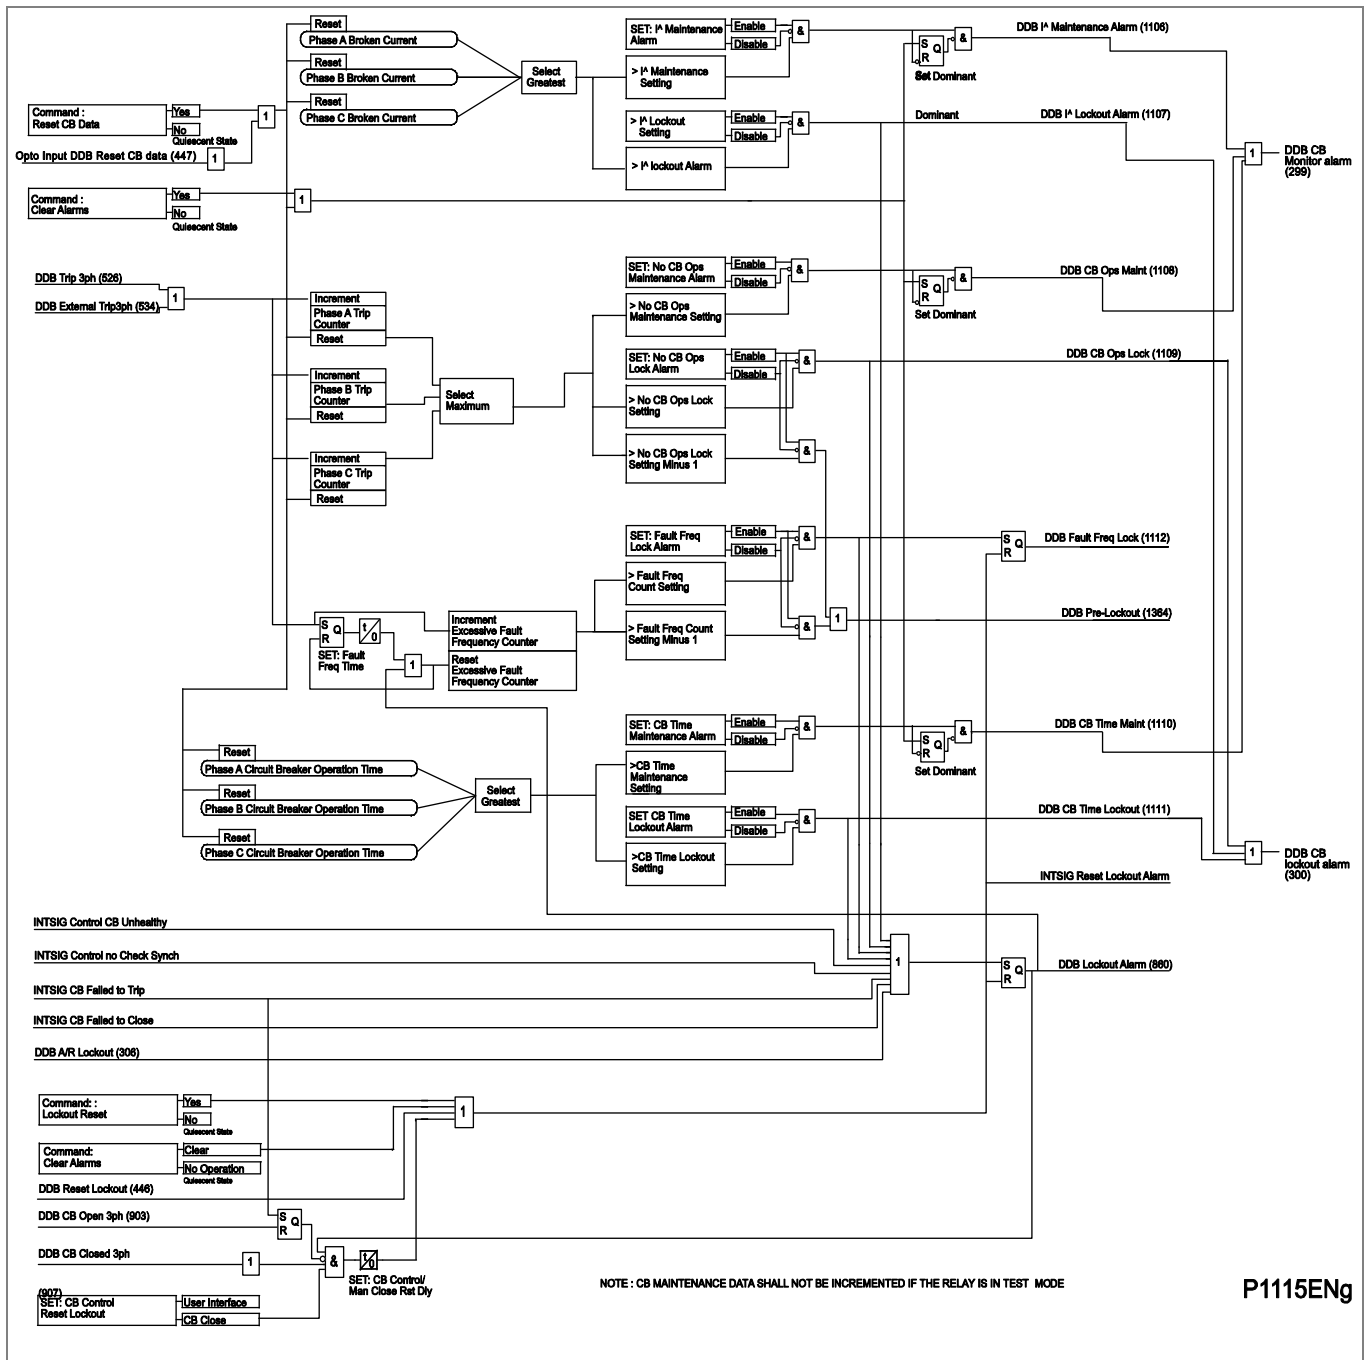 Reset
Phase A Broken Current
Reset
Phase B Broken Current
Reset
Phase C Broken Current
Select
Greatest
SET: I^ Maintenance
Alarm
Enable
Disable
&
> I^ Maintenance
Setting
> I^ Lockout
Setting
Enable
Disable
&
> I^ lockout Alarm
S
Q
R
&
Set Dominant
Dominant
DDB I^ Maintenance Alarm (1106)
DDB I^ Lockout Alarm (1107)
1
DDB CB
Monitor alarm
(299)
Command :
Reset CB Data
Yes
No
Quiescent State
1
Opto Input DDB Reset CB data (447)
1
Command :
Clear Alarms
Yes
No
Quiescent State
1
DDB Trip 3ph (526)
DDB External Trip3ph (534)
1
Increment
Phase A Trip
Counter
Reset
Increment
Phase B Trip
Counter
Reset
Increment
Phase C Trip
Counter
Reset
Select
Maximum
SET: No CB Ops
Maintenance Alarm
Enable
Disable
&
> No CB Ops
Maintenance Setting
SET: No CB Ops
Lock Alarm
Enable
Disable
&
> No CB Ops Lock
Setting
> No CB Ops Lock
Setting Minus 1
&
S
Q
R
&
Set Dominant
DDB CB Ops Maint (1108)
DDB CB Ops Lock (1109)
SET: Fault Freq
Lock Alarm
Enable
Disable
&
> Fault Freq
Count Setting
> Fault Freq Count
Setting Minus 1
&
1
S
Q
R
DDB Fault Freq Lock (1112)
DDB Pre-Lockout (1364)
S
Q
R
SET: Fault
Freq Time
t
0
1
Increment
Excessive Fault
Frequency Counter
Reset
Excessive Fault
Frequency Counter
Reset
Phase A Circuit Breaker Operation Time
Reset
Phase B Circuit Breaker Operation Time
Reset
Phase C Circuit Breaker Operation Time
Select
Greatest
SET: CB Time
Maintenance Alarm
Enable
Disable
&
>CB Time
Maintenance
Setting
SET CB Time
Lockout Alarm
Enable
Disable
&
>CB Time Lockout
Setting
S
Q
R
&
Set Dominant
DDB CB Time Maint (1110)
DDB CB Time Lockout (1111)
1
DDB CB
lockout alarm
(300)
INTSIG Reset Lockout Alarm
INTSIG Control CB Unhealthy
INTSIG Control no Check Synch
INTSIG CB Failed to Trip
INTSIG CB Failed to Close
DDB A/R Lockout (306)
1
S
Q
R
DDB Lockout Alarm (860)
Command: :
Lockout Reset
Yes
No
Quiescent State
1
Command:
Clear Alarms
Clear
No Operation
Quiescent State
DDB Reset Lockout (446)
DDB CB Open 3ph (903)
S
Q
R
DDB CB Closed 3ph
1
&
t
0
SET: CB Control/
Man Close Rst Dly
(907)
SET: CB Control
Reset Lockout
User Interface
CB Close
NOTE : CB MAINTENANCE DATA SHALL NOT BE INCREMENTED IF THE RELAY IS IN TEST MODE
P1115ENg